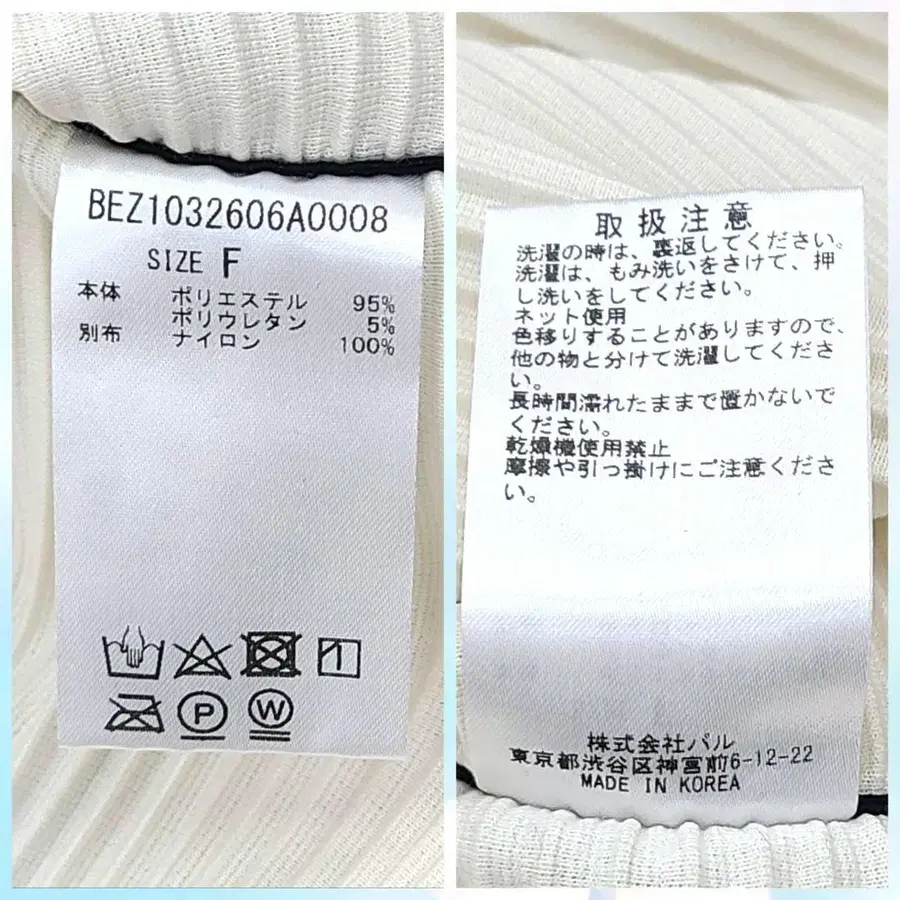 BEZ1032606A0008
SIZE F
本体 ポリエステル 95%
ポリウレタン 5%
別布 ナイロン 100%
P W
取扱注意
洗濯の時は、裏返してください。
洗濯は、もみ洗いをさけて、押
し洗いをしてください。
ネット使用
色移りすることがありますので、
他の物と分けて洗濯してくださ
い。
長時間濡れたままで置かないで
ください。
乾燥機使用禁止
摩擦や引っ掛けにご注意くださ
い。
株式会社パル
東京都渋谷区神宮前6-12-22
MADE IN KOREA